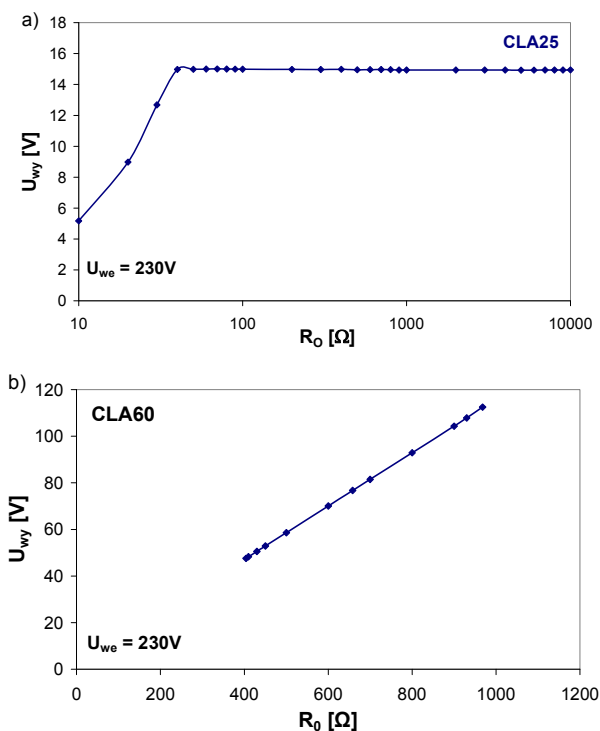 a)
18
CLA25
16
14
12
10
8
6
4
2
0
U_wy [V]
U_we = 230V
10
100
1000
10000
R_O [Ω]
b)
120
CLA60
100
80
60
40
20
0
U_wy [V]
U_we = 230V
0
200
400
600
800
1000
1200
R_0 [Ω]